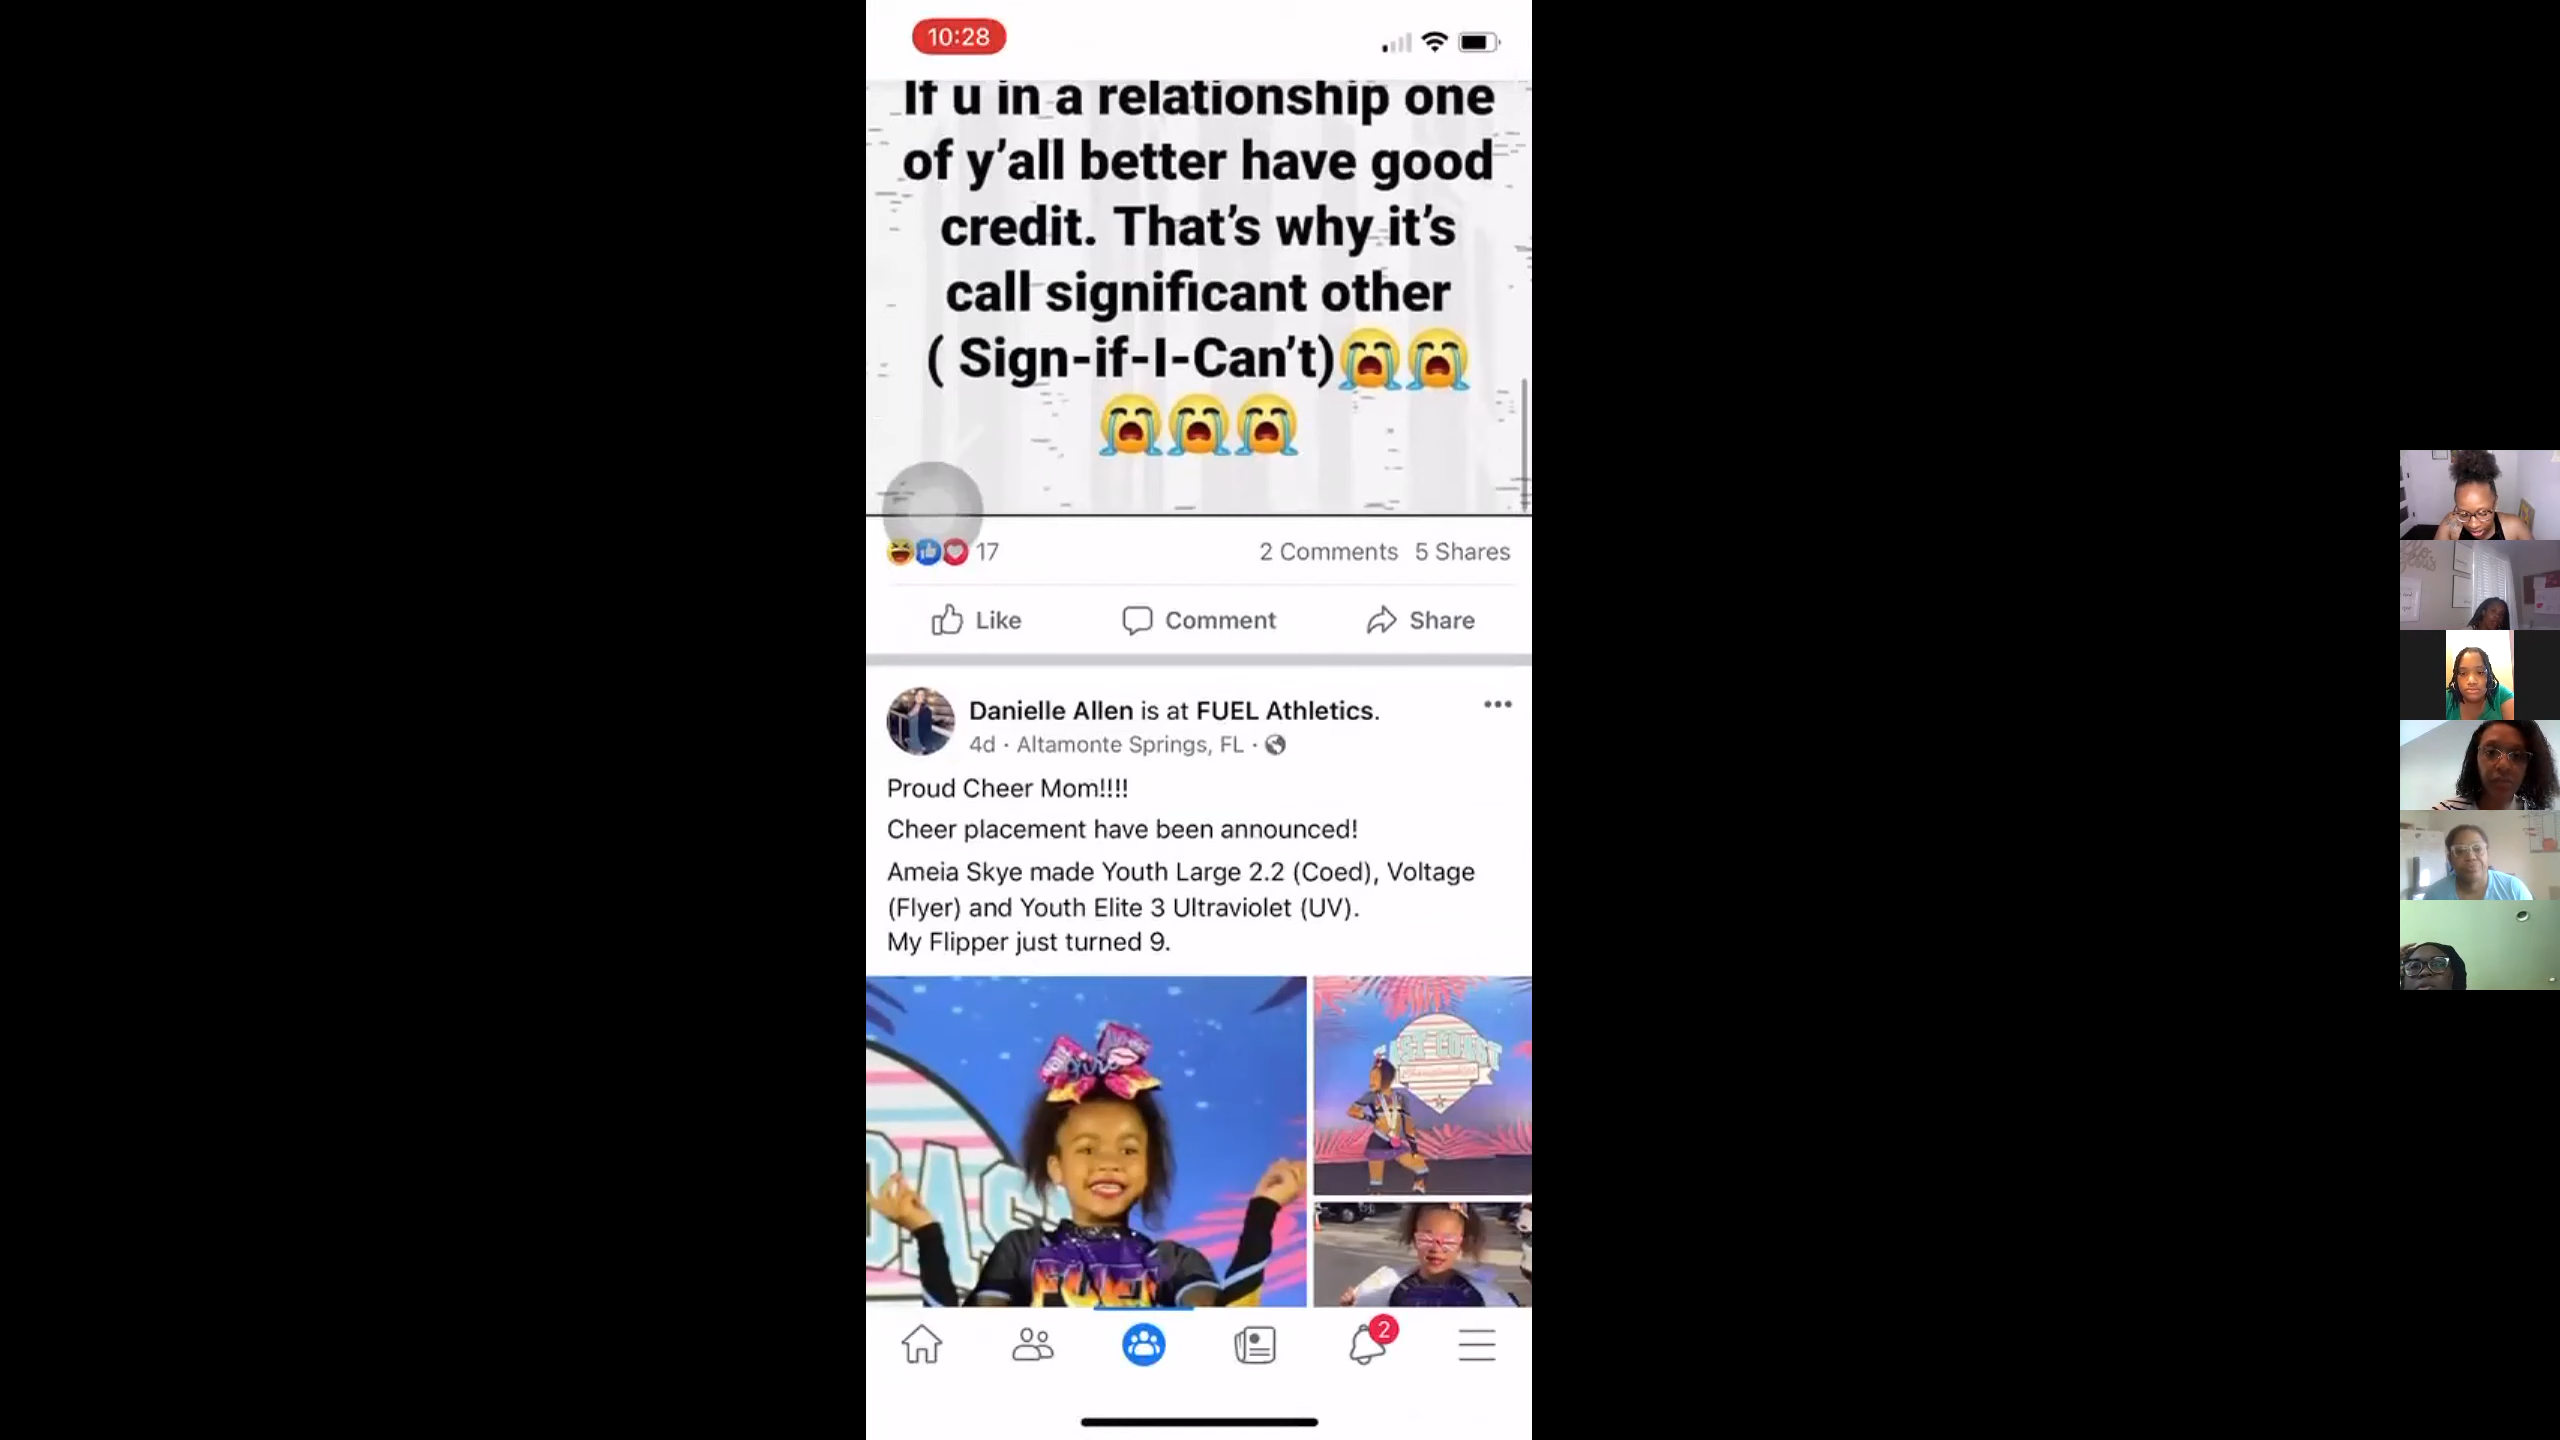 10:28
If u in a relationship one
of y’all better have good
credit. That’s why it’s
call significant other
( Sign-if-I-Can’t)😭😭
😭😭😭
17
2 Comments 5 Shares
Like
Comment
Share
Danielle Allen is at FUEL Athletics.
4d · Altamonte Springs, FL ·
Proud Cheer Mom!!!!
Cheer placement have been announced!
Ameia Skye made Youth Large 2.2 (Coed), Voltage
(Flyer) and Youth Elite 3 Ultraviolet (UV).
My Flipper just turned 9.
FUEL
EAST COAST
2